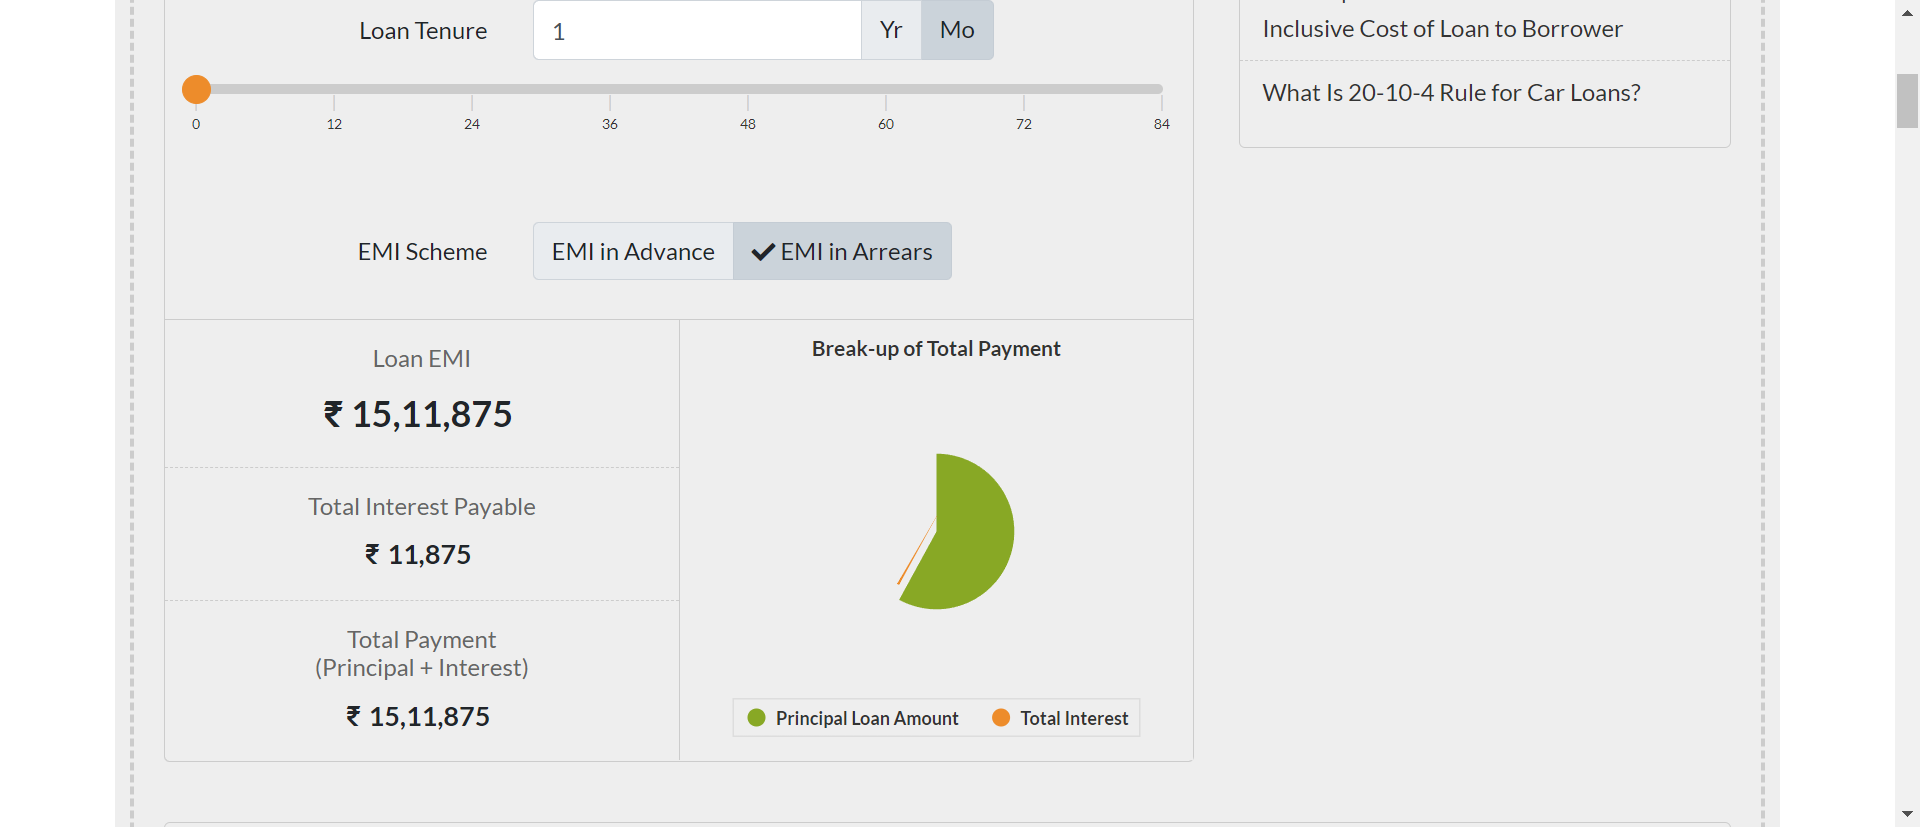 Loan Tenure
1
Yr
Mo
0
12
24
36
48
60
72
84
EMI Scheme
EMI in Advance
EMI in Arrears
Loan EMI
₹ 15,11,875
Total Interest Payable
₹ 11,875
Total Payment
(Principal + Interest)
₹ 15,11,875
Break-up of Total Payment
Principal Loan Amount
Total Interest
Inclusive Cost of Loan to Borrower
What Is 20-10-4 Rule for Car Loans?